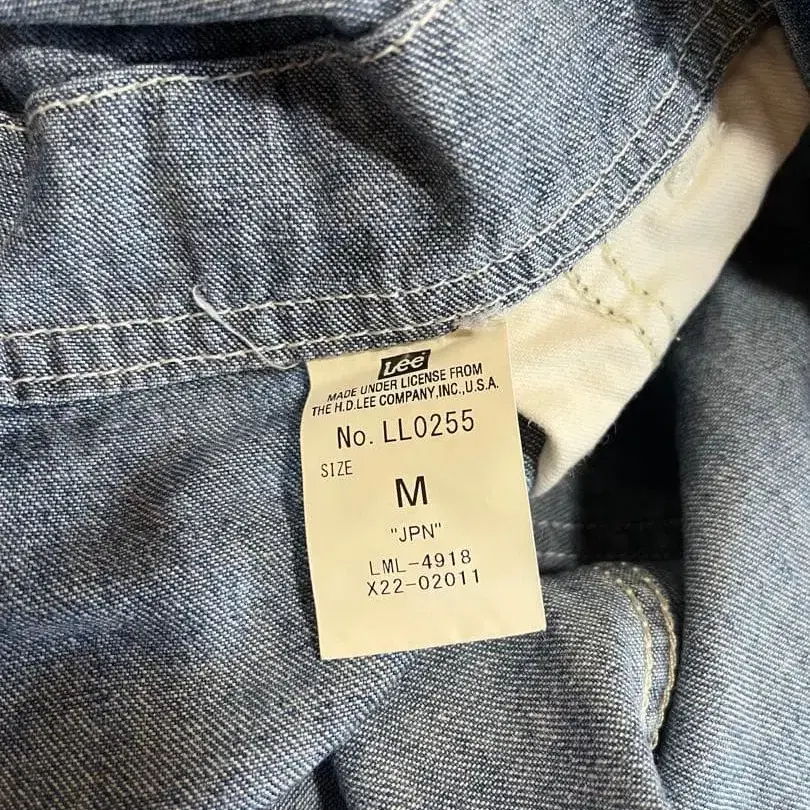 Lee
MADE UNDER LICENSE FROM
THE H.D.LEE COMPANY,INC.,U.S.A.
No. LL0255
SIZE
M
"JPN"
LML-4918
X22-02011